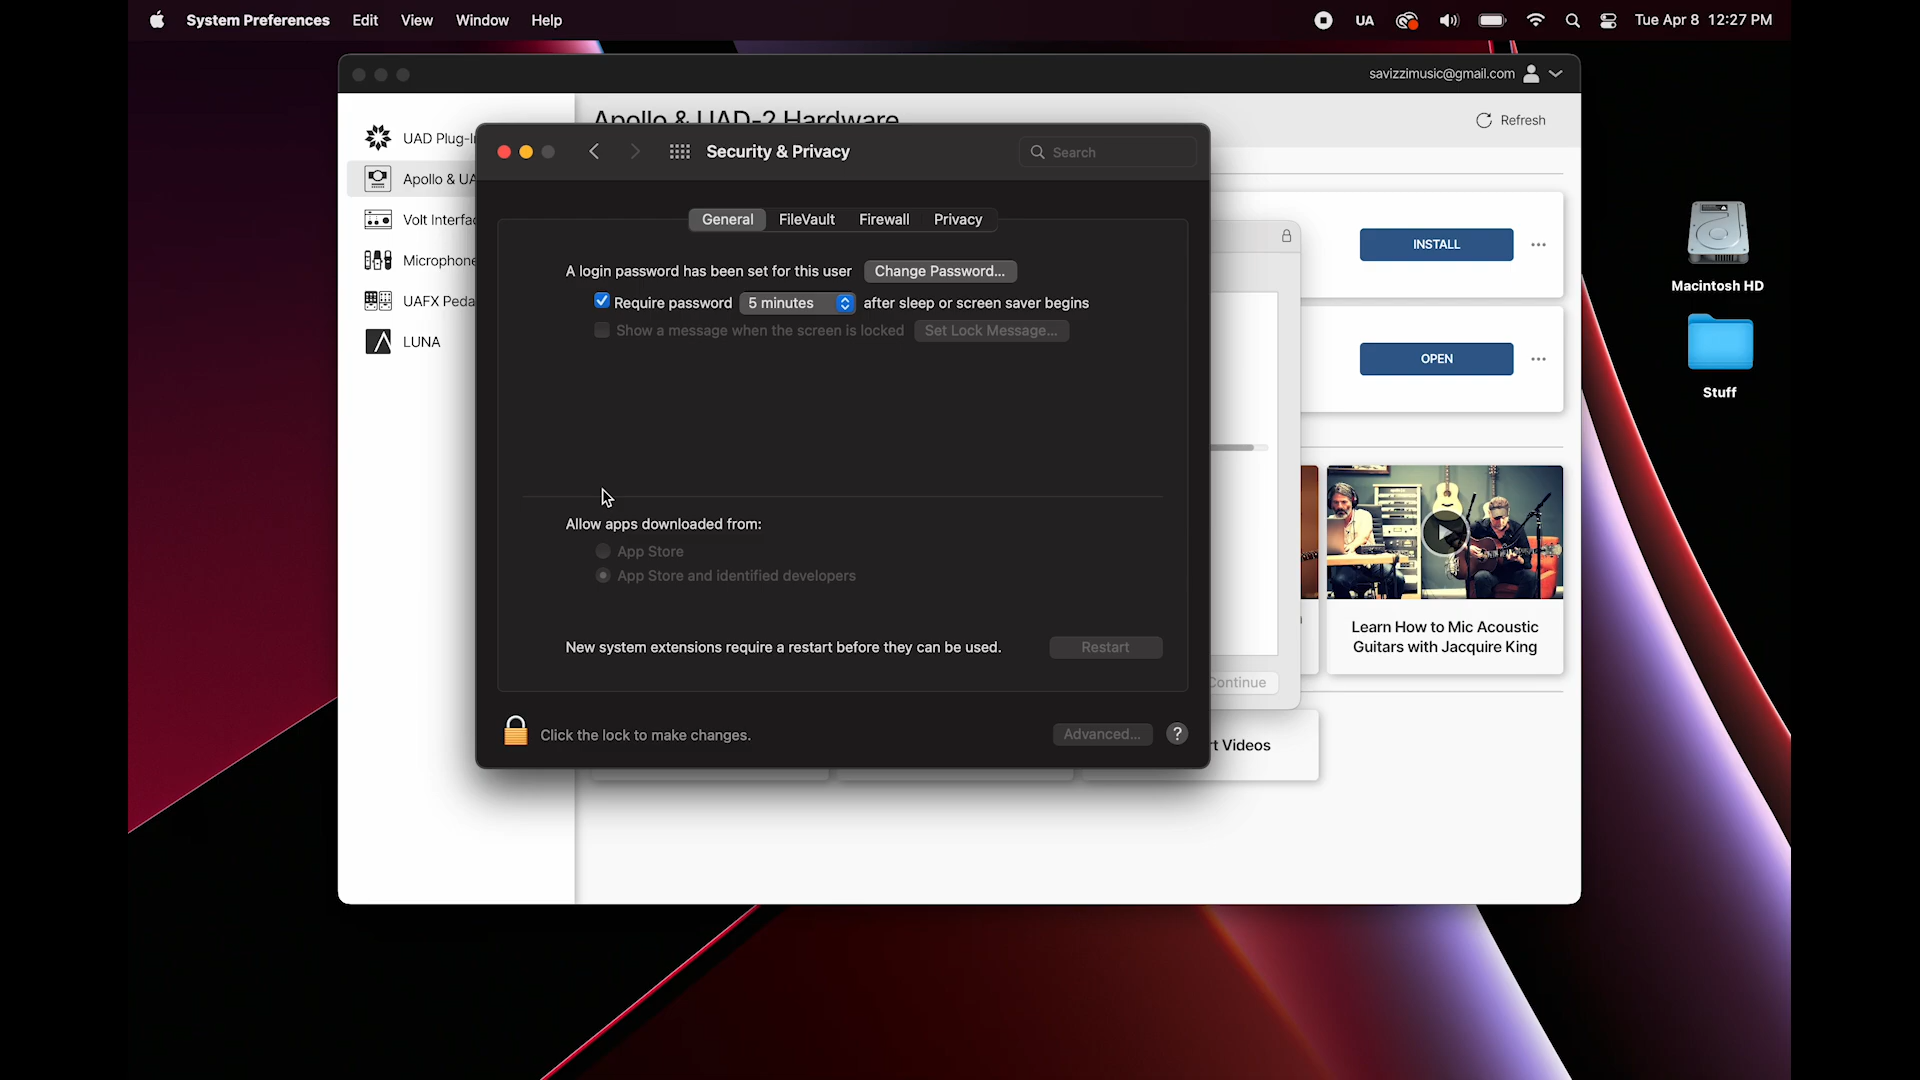 System Preferences Edit View Window Help
UA
Tue Apr 8 12:27 PM
savizzimusic@gmail.com
Apollo & UAD-2 Hardware
Refresh
UAD Plug-
Apollo &
Volt
Microphone
UAFX
LUNA
Security & Privacy
Search
General FileVault Firewall Privacy
A login password has been set for this user Change Password...
Require password 5 minutes after sleep or screen saver begins
Show a message when the screen is locked Set Lock Message...
Allow apps downloaded from:
App Store
App Store and identified developers
New system extensions require a restart before they can be used. Restart
Click the lock to make changes. Advanced... ?
INSTALL
OPEN
Continue
Learn How to Mic Acoustic
Guitars with Jacquire King
Videos
Macintosh HD
Stuff